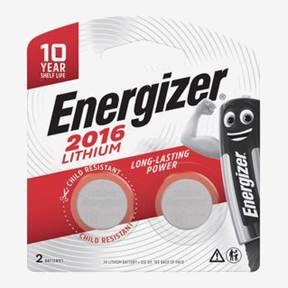 10
YEAR
SHELF LIFE
Energizer
2016
LITHIUM
LONG-LASTING
POWER
CHILD RESISTANT
CHILD RESISTANT
Energizer
2 BATTERIES